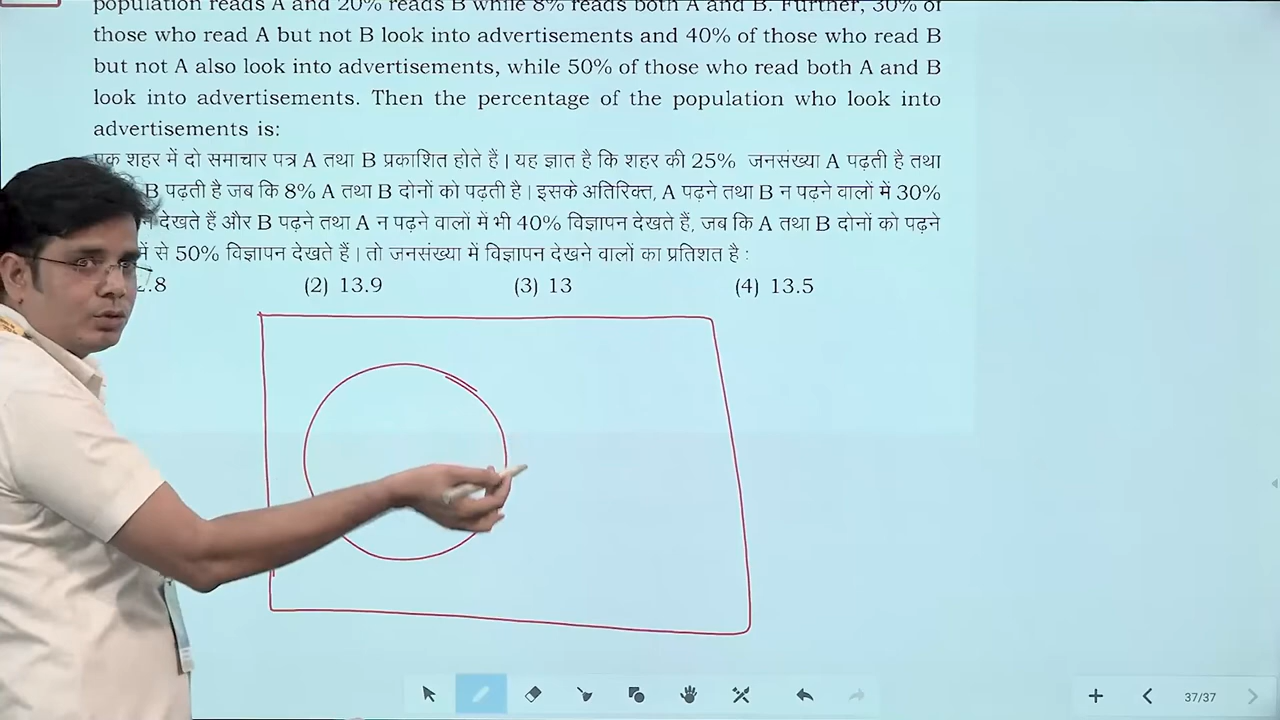 population reads A and 20% reads B while 8% reads both A and B. Further, 30% of
those who read A but not B look into advertisements and 40% of those who read B
but not A also look into advertisements, while 50% of those who read both A and B
look into advertisements. Then the percentage of the population who look into
advertisements is:
एक शहर में दो समाचार पत्र A तथा B प्रकाशित होते हैं। यह ज्ञात है कि शहर की 25% जनसंख्या A पढ़ती है तथा
B पढ़ती है जब कि 8% A तथा B दोनों को पढ़ती है। इसके अतिरिक्त, A पढ़ने तथा B न पढ़ने वालों में 30%
देखते हैं और B पढ़ने तथा A न पढ़ने वालों में भी 40% विज्ञापन देखते हैं, जब कि A तथा B दोनों को पढ़ने
में से 50% विज्ञापन देखते हैं। तो जनसंख्या में विज्ञापन देखने वालों का प्रतिशत है :
.8 (2) 13.9 (3) 13 (4) 13.5
37/37